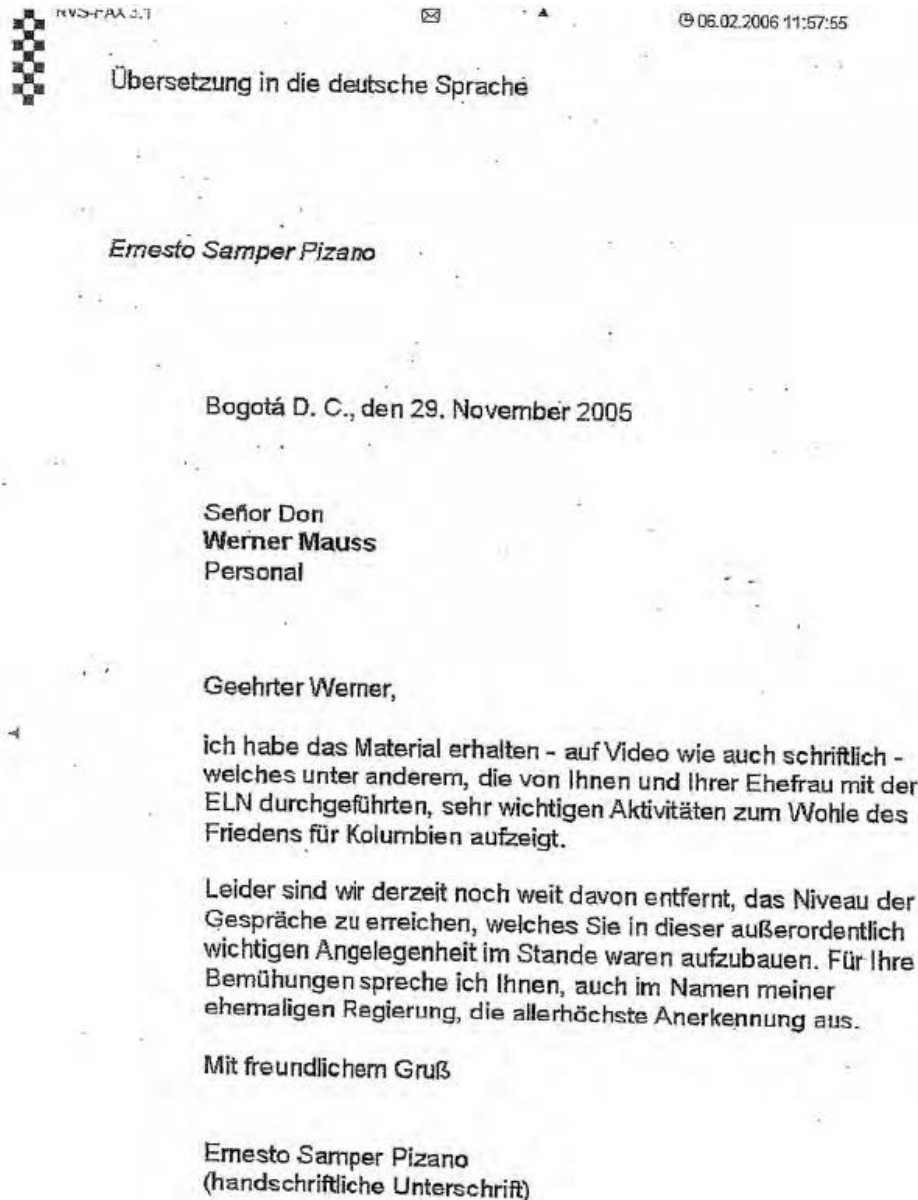 06.02.2006 11:57:55
Übersetzung in die deutsche Sprache
Ernesto Samper Pizano
Bogotá D. C., den 29. November 2005
Señor Don
Werner Mauss
Personal
Geehrter Werner,
ich habe das Material erhalten - auf Video wie auch schriftlich -
welches unter anderem, die von Ihnen und Ihrer Ehefrau mit der
ELN durchgeführten, sehr wichtigen Aktivitäten zum Wohle des
Friedens für Kolumbien aufzeigt.
Leider sind wir derzeit noch weit davon entfernt, das Niveau der
Gespräche zu erreichen, welches Sie in dieser außerordentlich
wichtigen Angelegenheit im Stande waren aufzubauen. Für Ihre
Bemühungen spreche ich Ihnen, auch im Namen meiner
ehemaligen Regierung, die allerhöchste Anerkennung aus.
Mit freundlichem Gruß
Ernesto Samper Pizano
(handschriftliche Unterschrift)